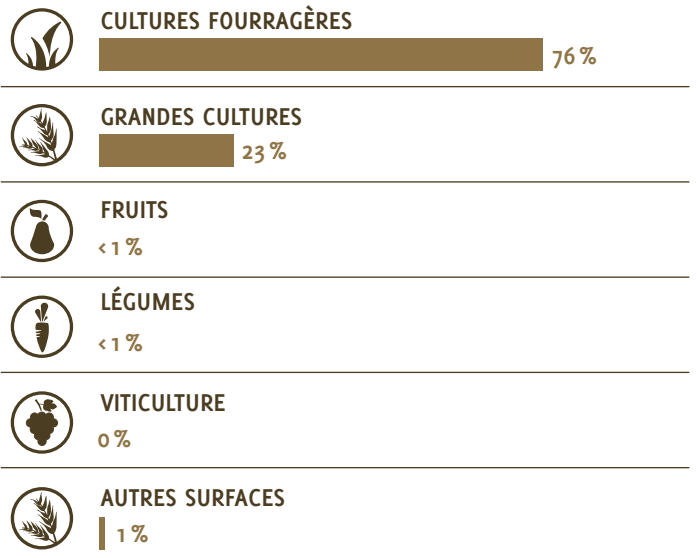 CULTURES FOURRAGÈRES
76 %
GRANDES CULTURES
23 %
FRUITS
< 1 %
LÉGUMES
< 1 %
VITICULTURE
0 %
AUTRES SURFACES
1 %